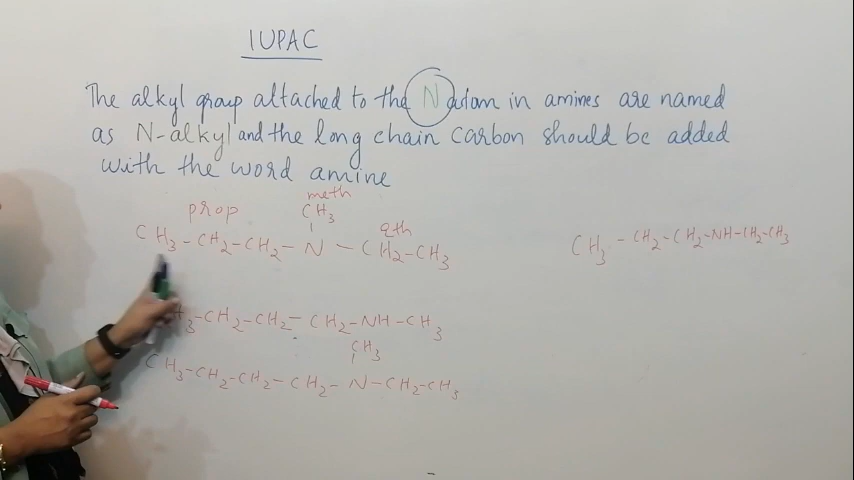 IUPAC
The alkyl group attached to the N atom in amines are named
as N-alkyl and the long chain carbon should be added
with the word amine
meth
prop CH3 eth
CH3-CH2-CH2-N-CH2-CH3
CH3-CH2-CH2-NH-CH2-CH3
H3-CH2-CH2-CH2-NH-CH3
CH3
CH3-CH2-CH2-CH2-N-CH2-CH3